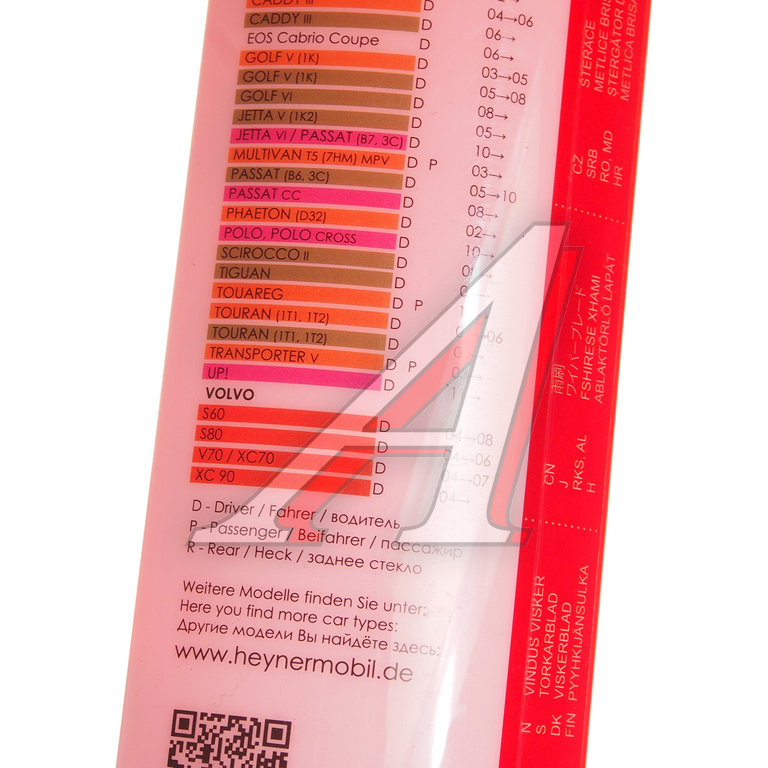 CADDY III D
CADDY III D 04→06
EOS Cabrio Coupe D 06→
GOLF V (1K) D 06→
GOLF V (1K) D 03→05
GOLF VI D 05→08
JETTA V (1K2) D 08→
JETTA VI / PASSAT (B7, 3C) D 05→
MULTIVAN T5 (7HM) MPV D P 10→
PASSAT (B6, 3C) D 03→
PASSAT CC D 05→10
PHAETON (D32) D 08→
POLO, POLO CROSS D 02→
SCIROCCO II D 10→
TIGUAN D
TOUAREG D P
TOURAN (1T1, 1T2) D
TOURAN (1T1, 1T2) D
TRANSPORTER V D P
UP! D
VOLVO
S60 D
S80 D 04→08
V70 / XC70 D 04→06
XC 90 D 04→07
04→
D - Driver / Fahrer / водитель
P - Passenger / Beifahrer / пассажир
R - Rear / Heck / заднее стекло
Weitere Modelle finden Sie unter:
Here you find more car types:
Другие модели Вы найдёте здесь:
www.heynermobil.de
N VINDUS VISKER
S TORKARBLAD
DK VISKERBLAD
FIN PYYHKIJÄNSULKA
CN 雨刷
J ワイパーブレード
RKS, AL FSHIRESE XHAMI
H ABLAKTÖRLŐ LAPÁT
CZ STĚRAČE
SRB METLICE BRIS
RO, MD ŞTERGĂTOR D
HR METLICA BRISA